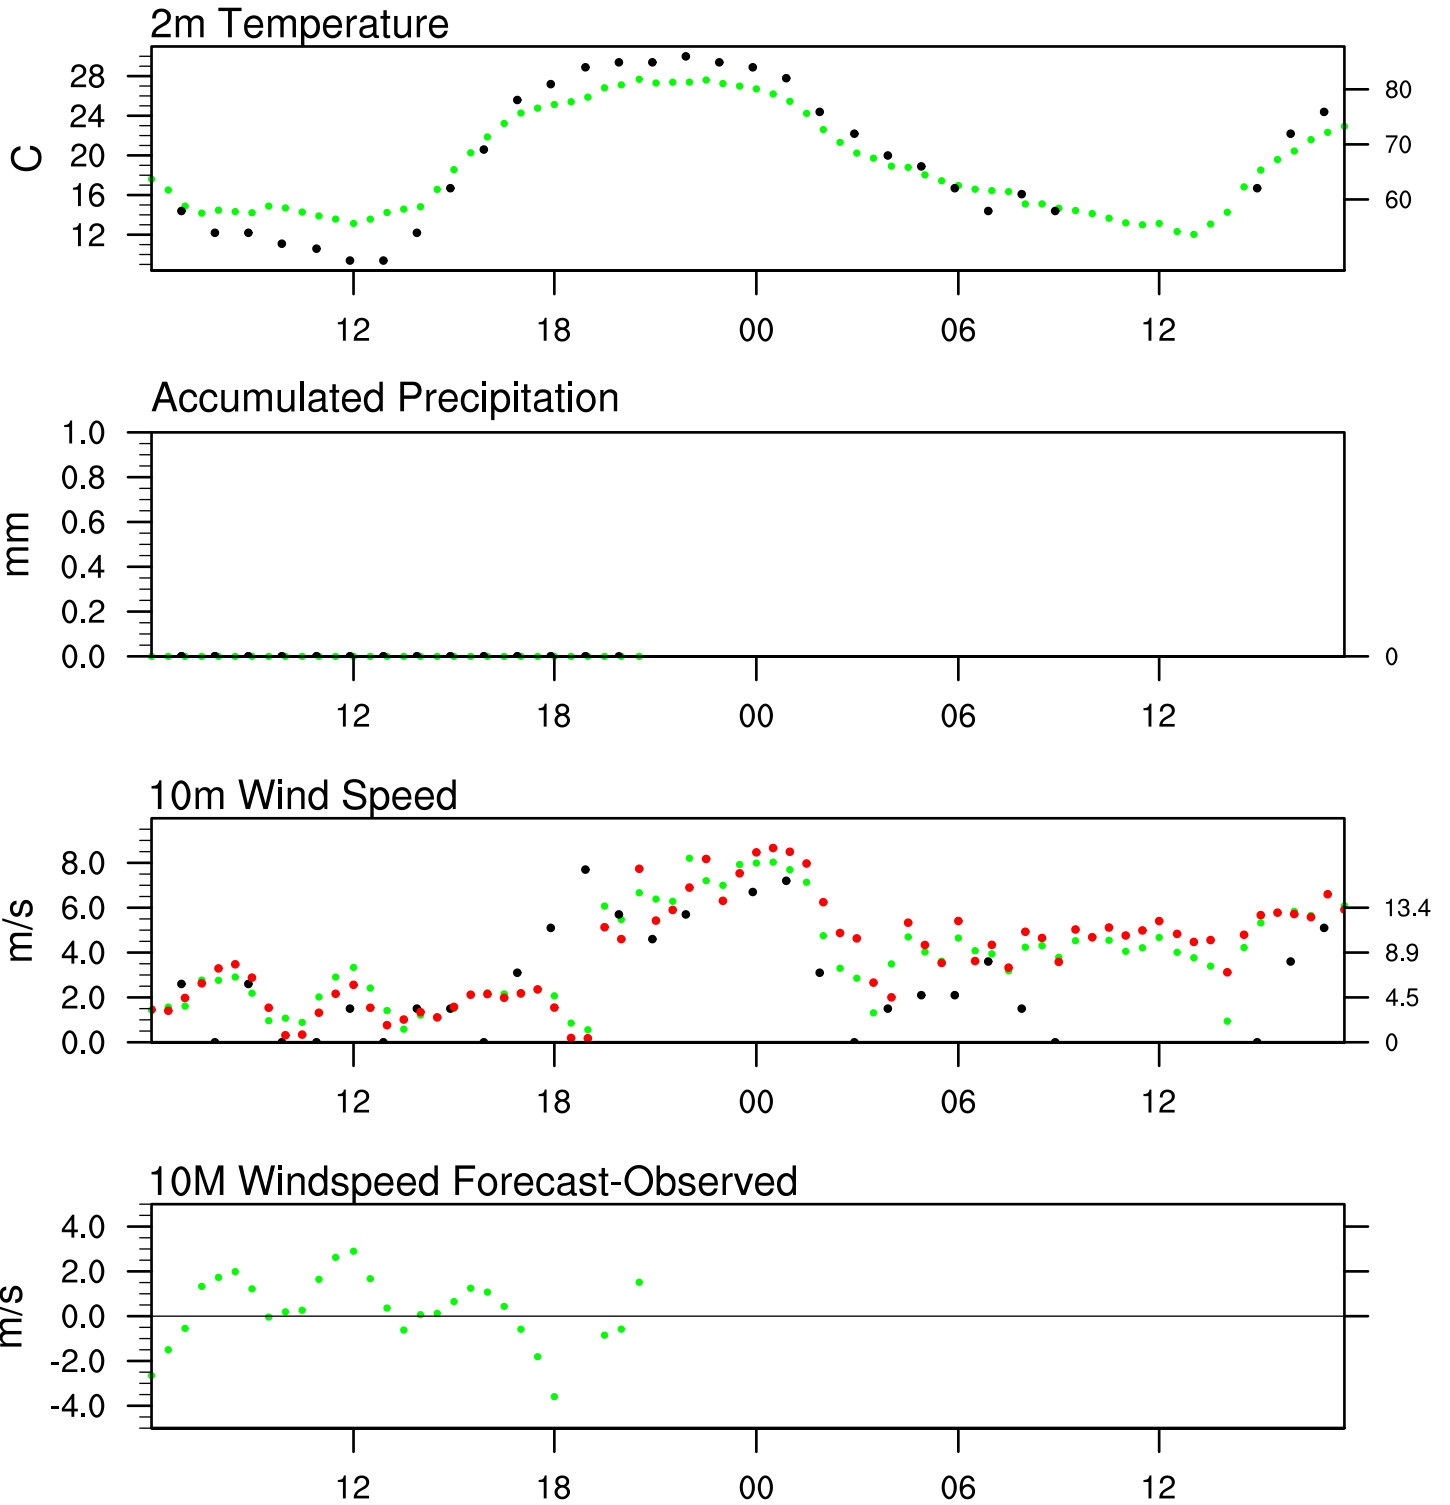 2m Temperature
28
24
20
16
12
C
80
70
60
12 18 00 06 12
Accumulated Precipitation
1.0
0.8
0.6
0.4
0.2
0.0
mm
0
12 18 00 06 12
10m Wind Speed
8.0
6.0
4.0
2.0
0.0
m/s
13.4
8.9
4.5
0
12 18 00 06 12
10M Windspeed Forecast-Observed
4.0
2.0
0.0
-2.0
-4.0
m/s
12 18 00 06 12